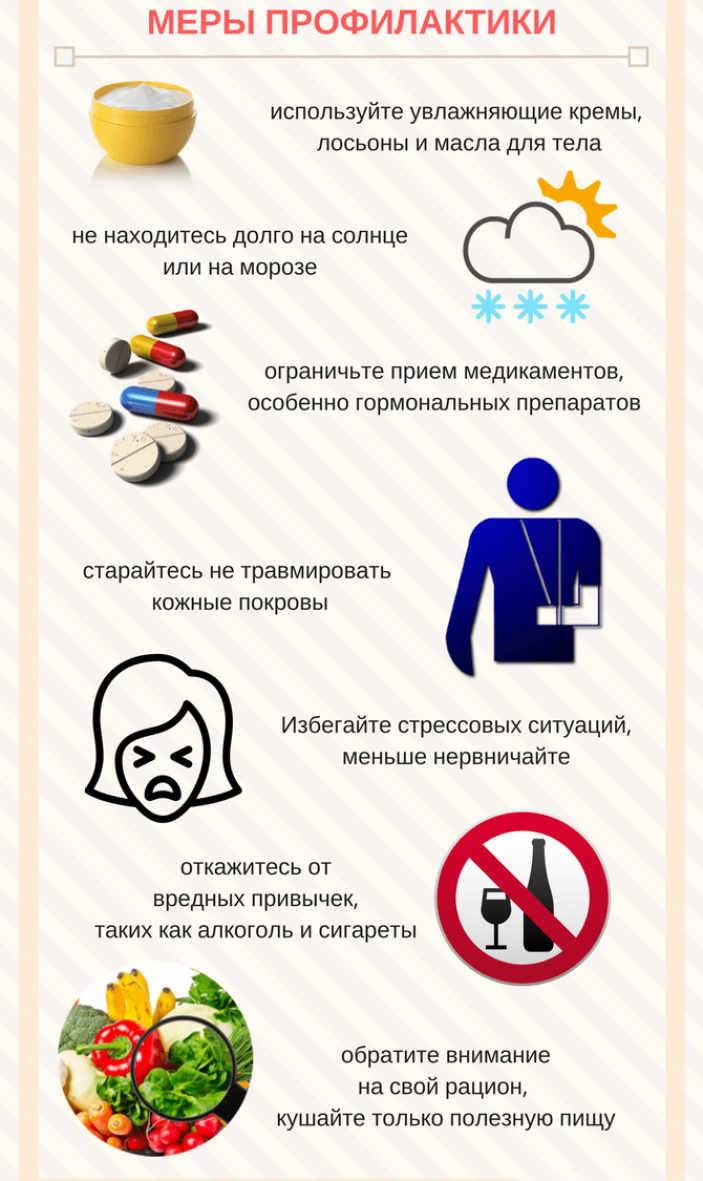 МЕРЫ ПРОФИЛАКТИКИ
используйте увлажняющие кремы,
лосьоны и масла для тела
не находитесь долго на солнце
или на морозе
ограничьте прием медикаментов,
особенно гормональных препаратов
старайтесь не травмировать
кожные покровы
Избегайте стрессовых ситуаций,
меньше нервничайте
откажитесь от
вредных привычек,
таких как алкоголь и сигареты
обратите внимание
на свой рацион,
кушайте только полезную пищу